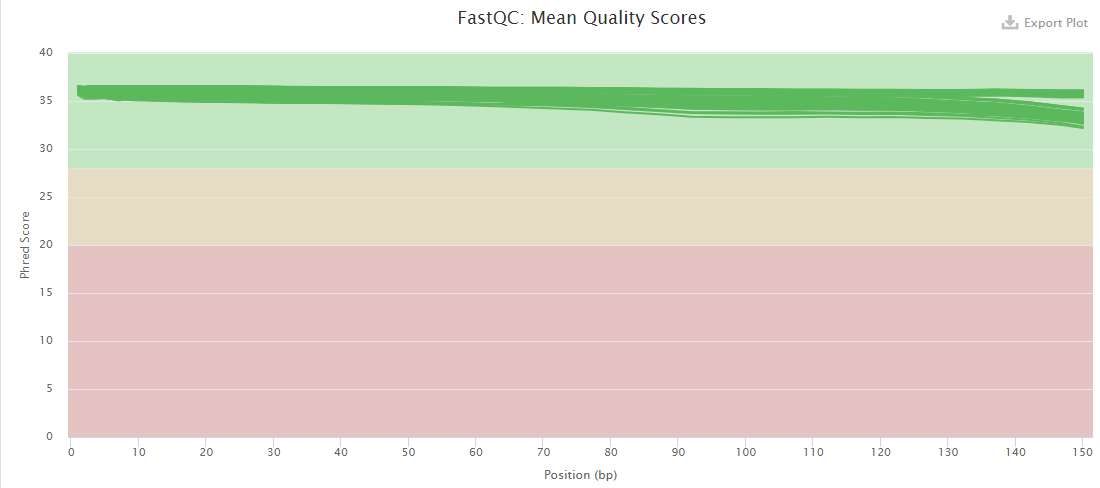 FastQC: Mean Quality Scores
Export Plot
Phred Score
40
35
30
25
20
15
10
5
0
0 10 20 30 40 50 60 70 80 90 100 110 120 130 140 150
Position (bp)